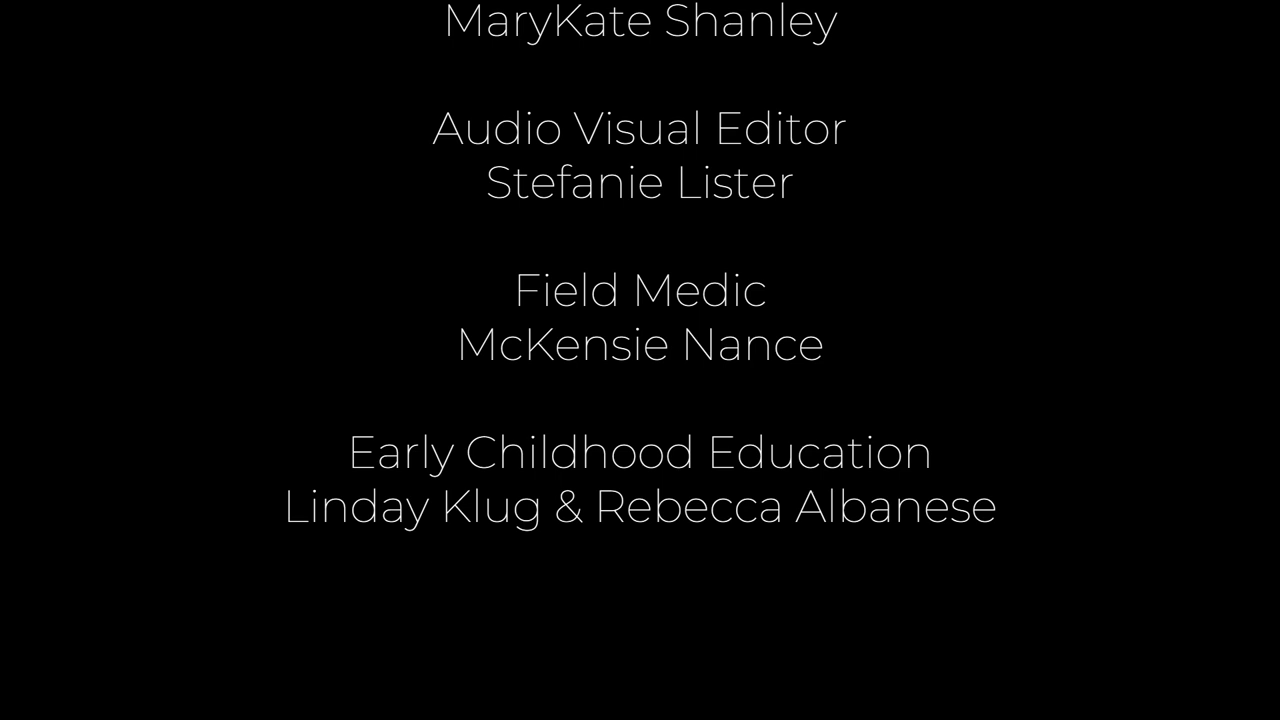 MaryKate Shanley
Audio Visual Editor
Stefanie Lister
Field Medic
McKensie Nance
Early Childhood Education
Linday Klug & Rebecca Albanese